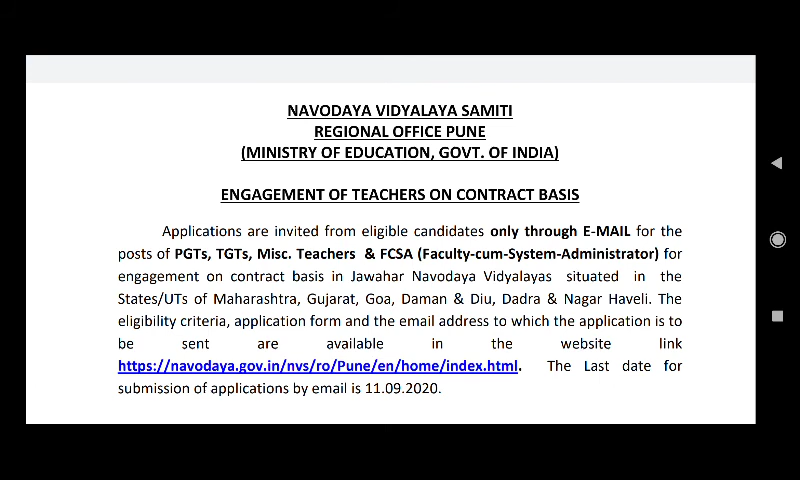 NAVODAYA VIDYALAYA SAMITI
REGIONAL OFFICE PUNE
(MINISTRY OF EDUCATION, GOVT. OF INDIA)
ENGAGEMENT OF TEACHERS ON CONTRACT BASIS
Applications are invited from eligible candidates only through E-MAIL for the
posts of PGTs, TGTs, Misc. Teachers & FCSA (Faculty-cum-System-Administrator) for
engagement on contract basis in Jawahar Navodaya Vidyalayas situated in the
States/UTs of Maharashtra, Gujarat, Goa, Daman & Diu, Dadra & Nagar Haveli. The
eligibility criteria, application form and the email address to which the application is to
be sent are available in the website link
https://navodaya.gov.in/nvs/ro/Pune/en/home/index.html. The Last date for
submission of applications by email is 11.09.2020.